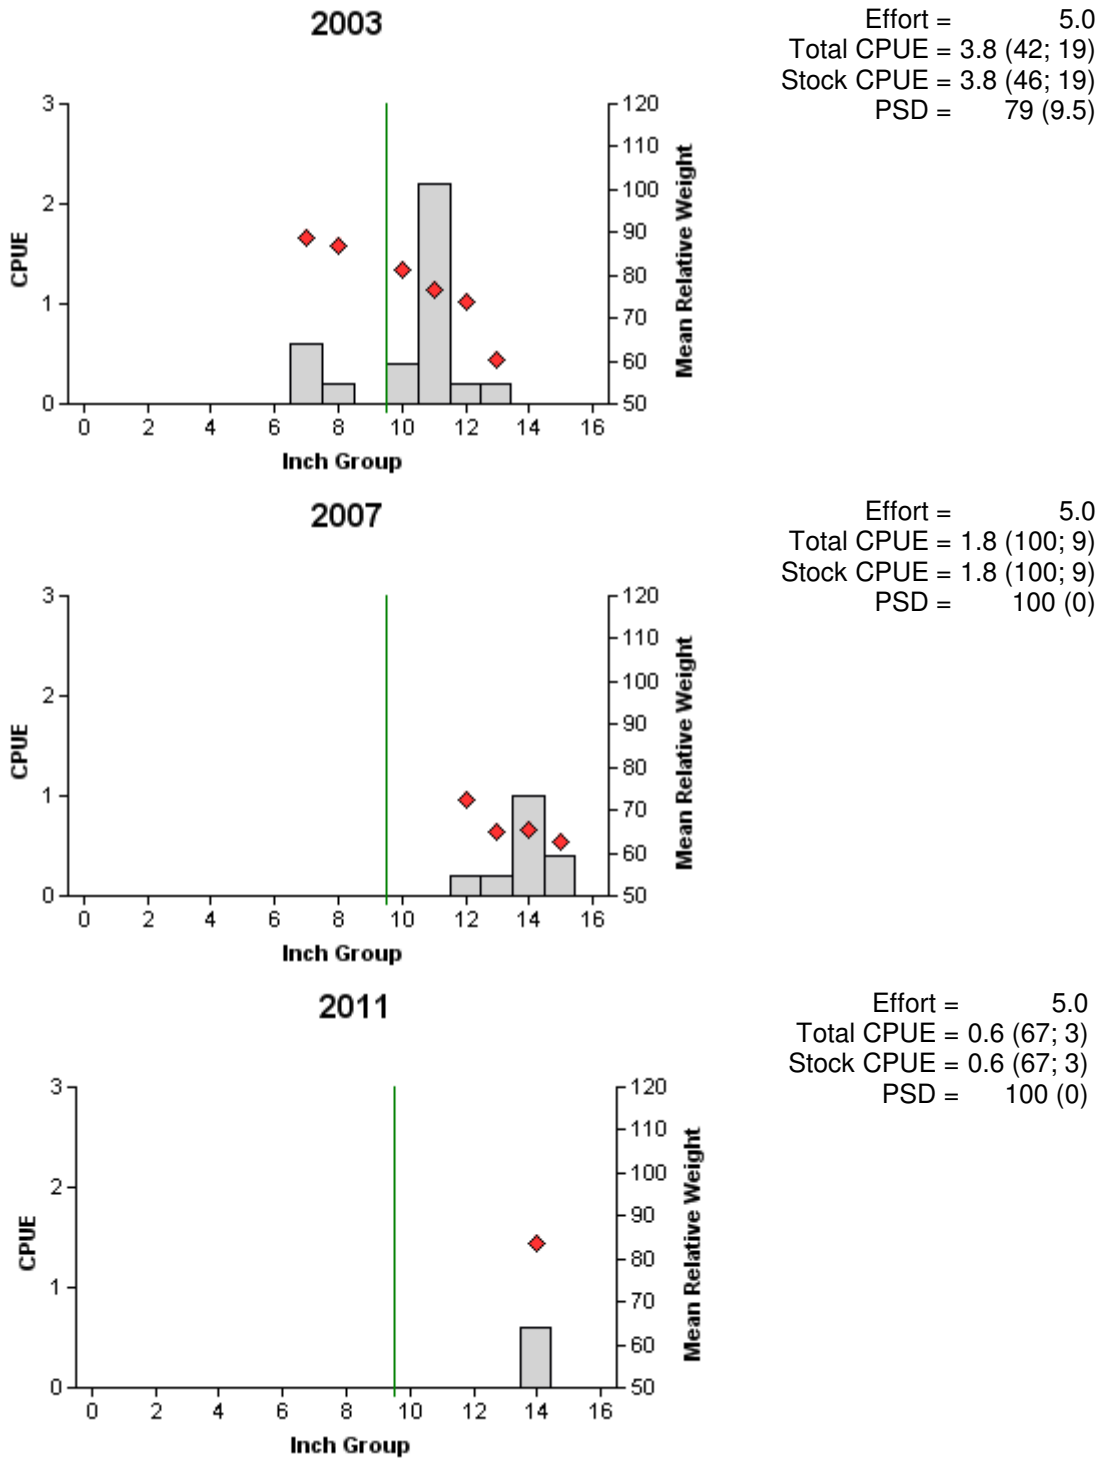 2003
Effort = 5.0
Total CPUE = 3.8 (42; 19)
Stock CPUE = 3.8 (46; 19)
PSD = 79 (9.5)
3
2
1
0
CPUE
120
110
100
90
80
70
60
50
Mean Relative Weight
0 2 4 6 8 10 12 14 16
Inch Group
2007
Effort = 5.0
Total CPUE = 1.8 (100; 9)
Stock CPUE = 1.8 (100; 9)
PSD = 100 (0)
3
2
1
0
CPUE
120
110
100
90
80
70
60
50
Mean Relative Weight
0 2 4 6 8 10 12 14 16
Inch Group
2011
Effort = 5.0
Total CPUE = 0.6 (67; 3)
Stock CPUE = 0.6 (67; 3)
PSD = 100 (0)
3
2
1
0
CPUE
120
110
100
90
80
70
60
50
Mean Relative Weight
0 2 4 6 8 10 12 14 16
Inch Group